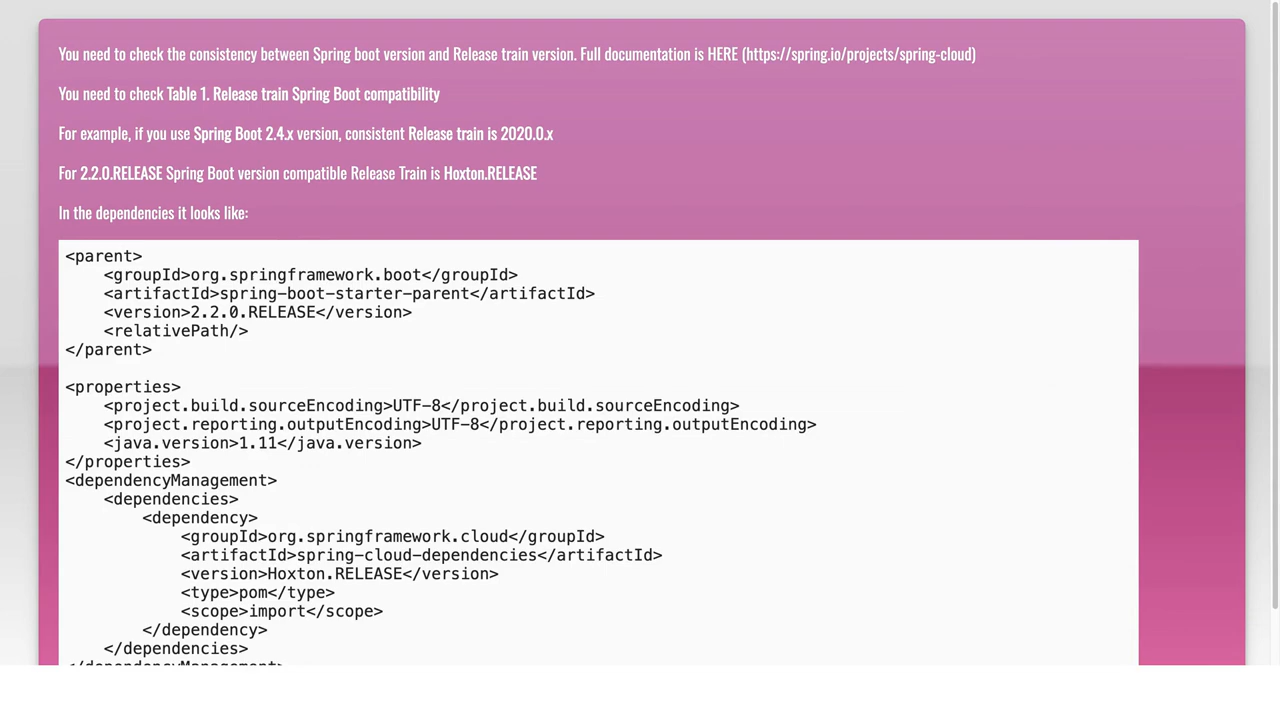 You need to check the consistency between Spring boot version and Release train version. Full documentation is HERE (https://spring.io/projects/spring-cloud)
You need to check Table 1. Release train Spring Boot compatibility
For example, if you use Spring Boot 2.4.x version, consistent Release train is 2020.0.x
For 2.2.0.RELEASE Spring Boot version compatible Release Train is Hoxton.RELEASE
In the dependencies it looks like:
<parent>
    <groupId>org.springframework.boot</groupId>
    <artifactId>spring-boot-starter-parent</artifactId>
    <version>2.2.0.RELEASE</version>
    <relativePath/>
</parent>
<properties>
    <project.build.sourceEncoding>UTF-8</project.build.sourceEncoding>
    <project.reporting.outputEncoding>UTF-8</project.reporting.outputEncoding>
    <java.version>1.11</java.version>
</properties>
<dependencyManagement>
    <dependencies>
        <dependency>
            <groupId>org.springframework.cloud</groupId>
            <artifactId>spring-cloud-dependencies</artifactId>
            <version>Hoxton.RELEASE</version>
            <type>pom</type>
            <scope>import</scope>
        </dependency>
    </dependencies>
</dependencyManagement>